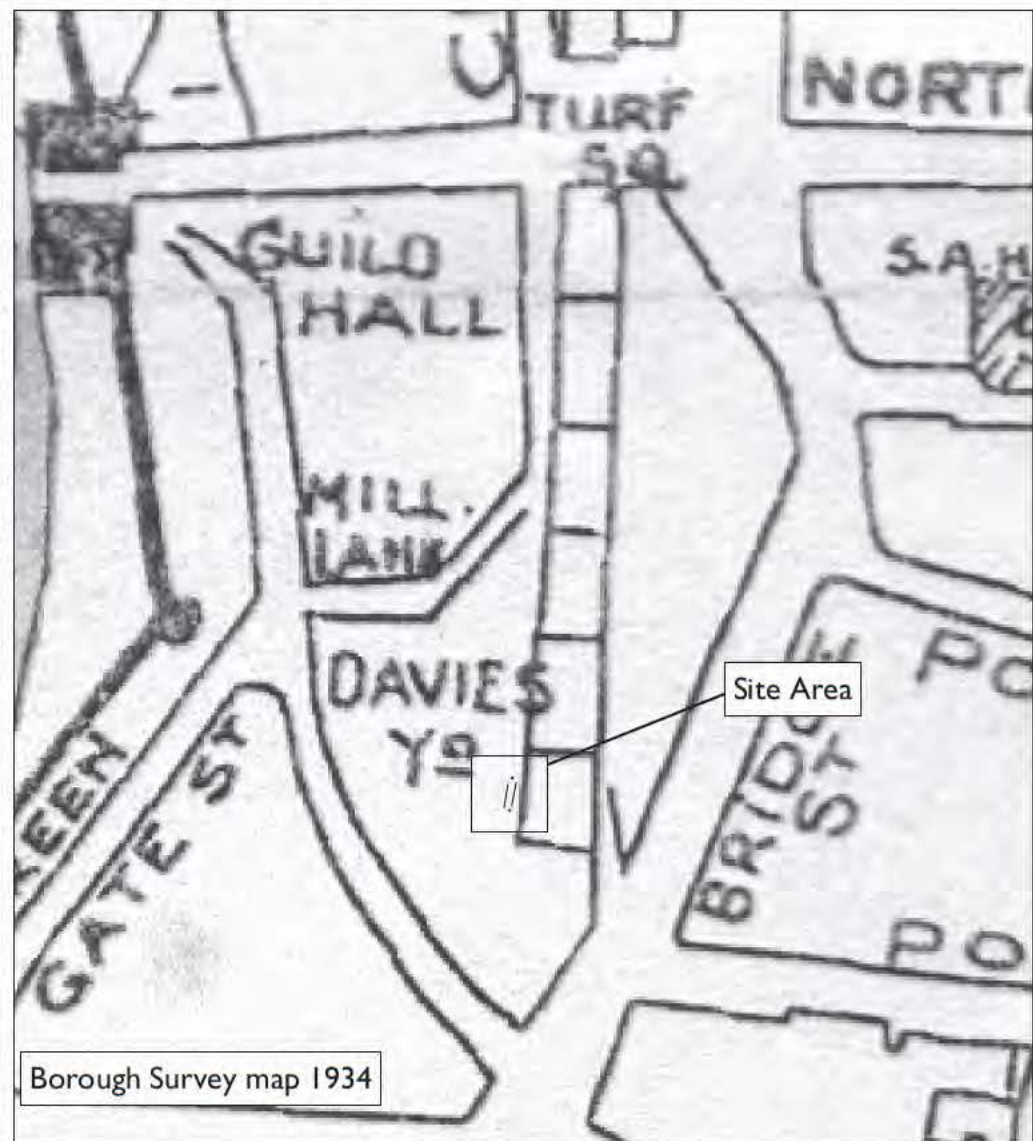 TURF
SQ
NORT
GUILD
HALL
S.A.H
MILL.
LANE
DAVIES
YD
Site Area
BRIDGE
ST
PO
REEN
GATE ST
PO
Borough Survey map 1934